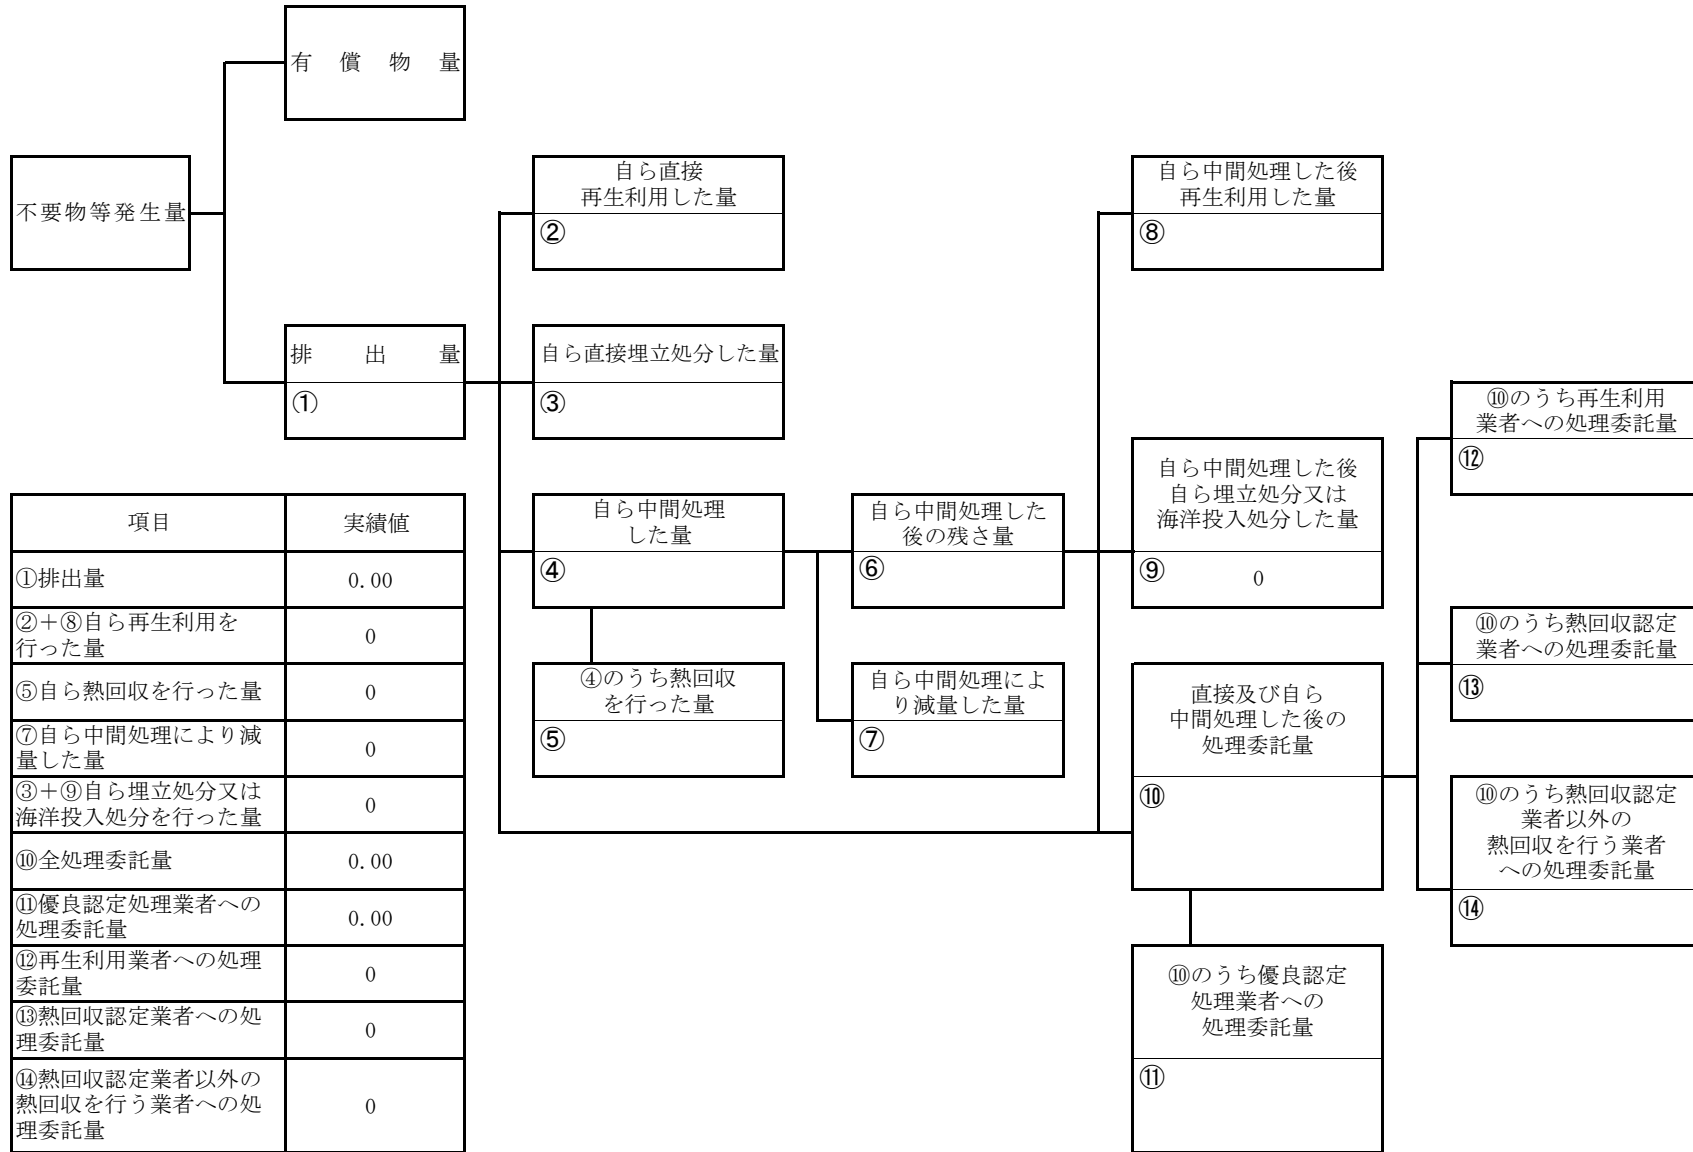 有償物量
不要物等発生量
排出量
①
自ら直接
再生利用した量
②
自ら直接埋立処分した量
③
自ら中間処理
した量
④
④のうち熱回収
を行った量
⑤
自ら中間処理した
後の残さ量
⑥
自ら中間処理によ
り減量した量
⑦
自ら中間処理した後
再生利用した量
⑧
自ら中間処理した後
自ら埋立処分又は
海洋投入処分した量
⑨ 0
直接及び自ら
中間処理した後の
処理委託量
⑩
⑩のうち優良認定
処理業者への
処理委託量
⑪
⑩のうち再生利用
業者への処理委託量
⑫
⑩のうち熱回収認定
業者への処理委託量
⑬
⑩のうち熱回収認定
業者以外の
熱回収を行う業者
への処理委託量
⑭
項目 実績値
①排出量 0.00
②＋⑧自ら再生利用を
行った量 0
⑤自ら熱回収を行った量 0
⑦自ら中間処理により減
量した量 0
③＋⑨自ら埋立処分又は
海洋投入処分を行った量 0
⑩全処理委託量 0.00
⑪優良認定処理業者への
処理委託量 0.00
⑫再生利用業者への処理
委託量 0
⑬熱回収認定業者への処
理委託量 0
⑭熱回収認定業者以外の
熱回収を行う業者への処
理委託量 0